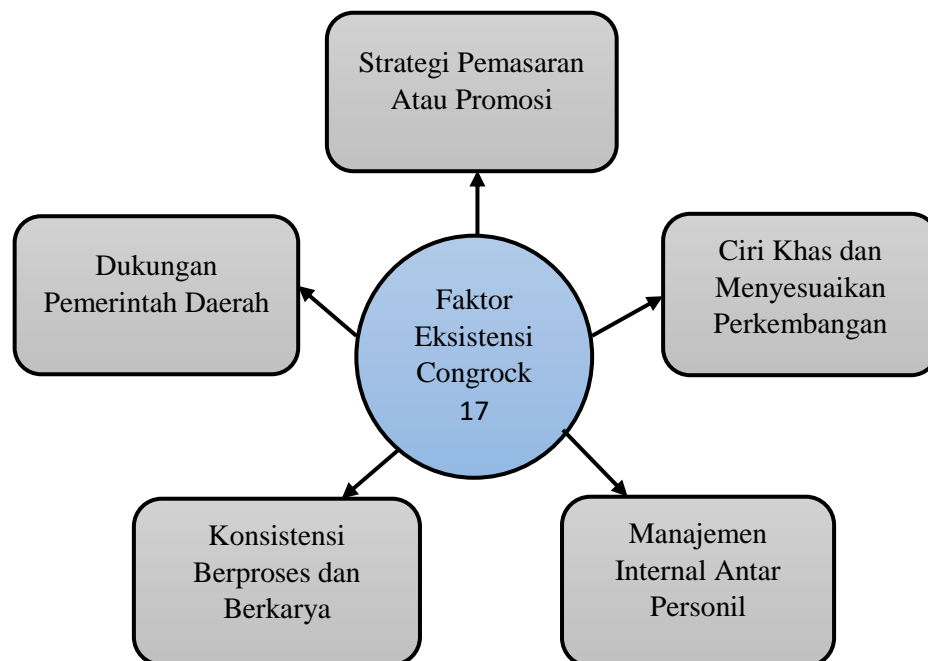 Strategi Pemasaran
Atau Promosi
Dukungan
Pemerintah Daerah
Ciri Khas dan
Menyesuaikan
Perkembangan
Faktor
Eksistensi
Congrock
17
Konsistensi
Berproses dan
Berkarya
Manajemen
Internal Antar
Personil